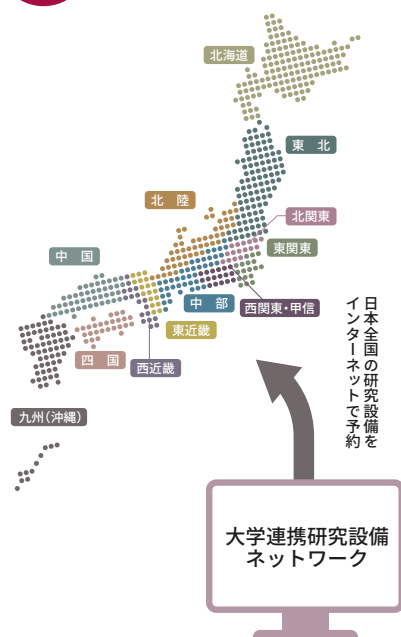 北海道
東 北
北 陸
北関東
東関東
中 国
中 部
西関東・甲信
東近畿
四 国
西近畿
九州(沖縄)
日本全国の研究設備を
インターネットで予約
大学連携研究設備
ネットワーク